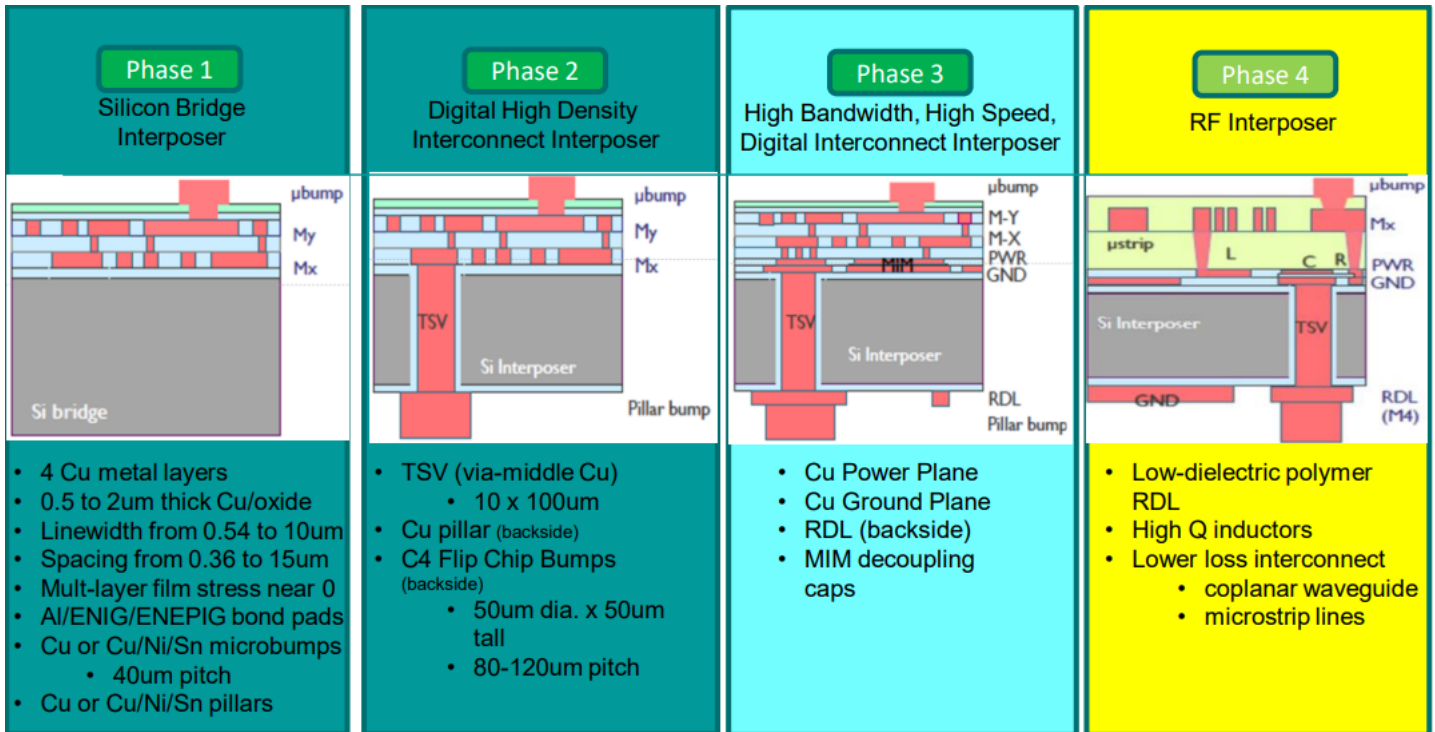 Phase 1
Silicon Bridge
Interposer
µbump
My
Mx
Si bridge
• 4 Cu metal layers
• 0.5 to 2um thick Cu/oxide
• Linewidth from 0.54 to 10um
• Spacing from 0.36 to 15um
• Mult-layer film stress near 0
• Al/ENIG/ENEPIG bond pads
• Cu or Cu/Ni/Sn microbumps
• 40um pitch
• Cu or Cu/Ni/Sn pillars
Phase 2
Digital High Density
Interconnect Interposer
µbump
My
Mx
TSV
Si Interposer
Pillar bump
• TSV (via-middle Cu)
• 10 x 100um
• Cu pillar (backside)
• C4 Flip Chip Bumps
(backside)
• 50um dia. x 50um
tall
• 80-120um pitch
Phase 3
High Bandwidth, High Speed,
Digital Interconnect Interposer
µbump
M-Y
M-X
PWR
MIM
GND
TSV
Si Interposer
RDL
Pillar bump
• Cu Power Plane
• Cu Ground Plane
• RDL (backside)
• MIM decoupling
caps
Phase 4
RF Interposer
µbump
Mx
µstrip
L
C
R
PWR
GND
Si Interposer
TSV
GND
RDL
(M4)
• Low-dielectric polymer
RDL
• High Q inductors
• Lower loss interconnect
• coplanar waveguide
• microstrip lines